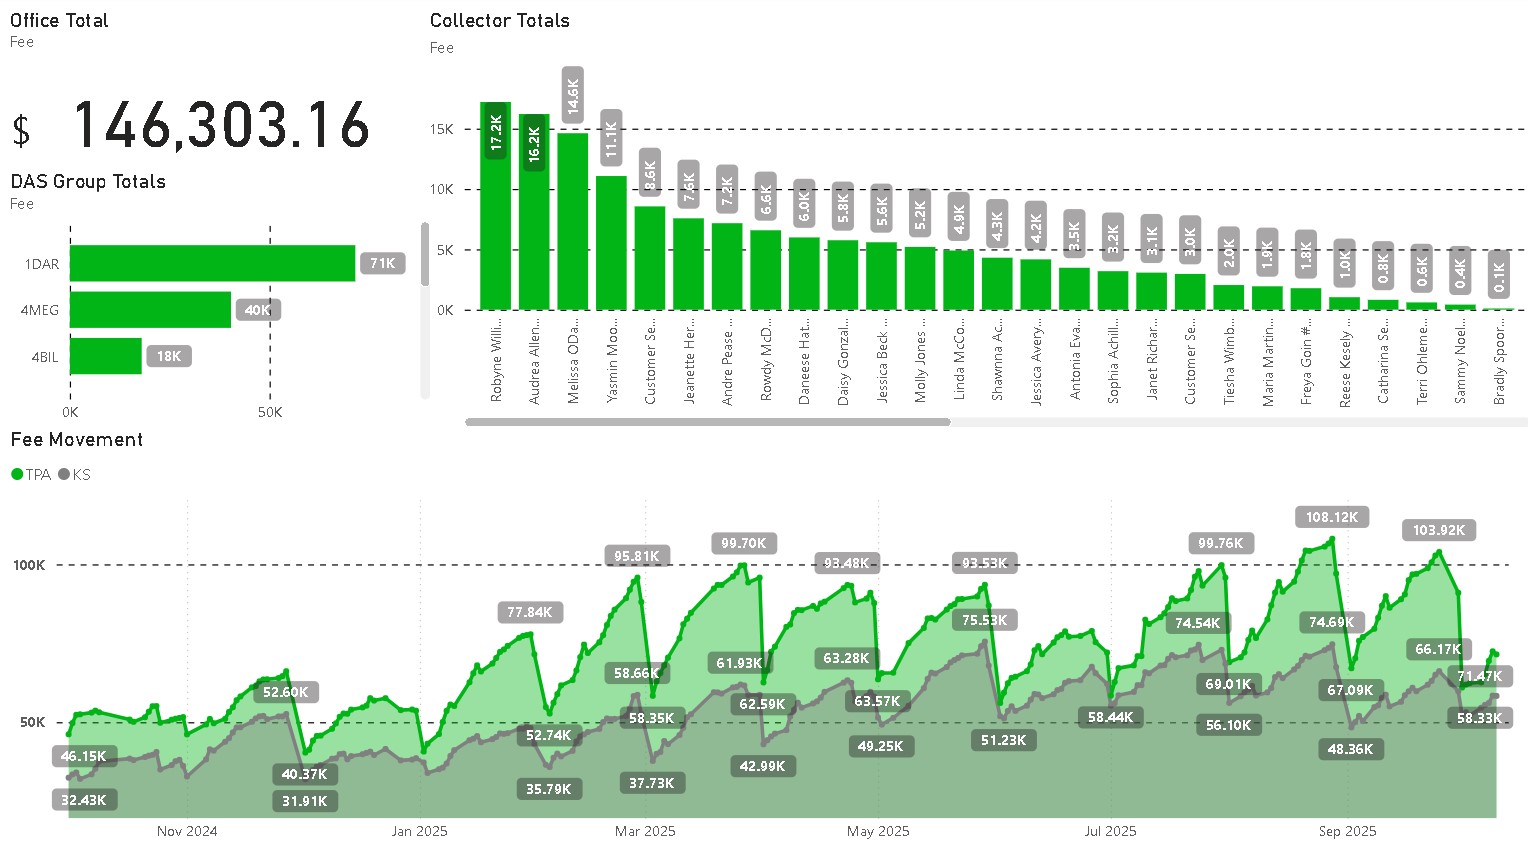 Office Total
Fee
$ 146,303.16
DAS Group Totals
Fee
1DAR 71K
4MEG 40K
4BIL 18K
0K 50K
Collector Totals
Fee
15K
10K
5K
0K
17.2K 16.2K 14.6K 11.1K 8.6K 7.6K 7.2K 6.6K 6.0K 5.8K 5.6K 5.2K 4.9K 4.3K 4.2K 3.5K 3.2K 3.1K 3.0K 2.0K 1.9K 1.8K 1.0K 0.8K 0.6K 0.4K 0.1K
Robyne Willi...
Audrea Allen...
Melissa ODa...
Yasmin Moo...
Customer Se...
Jeanette Her...
Andre Pease ...
Rowdy McD...
Daneese Hat...
Daisy Gonzal...
Jessica Beck ...
Molly Jones ...
Linda McCo...
Shawnna Ac...
Jessica Avery...
Antonia Eva...
Sophia Achill...
Janet Richar...
Customer Se...
Tiesha Wimb...
Maria Martin...
Freya Goin #...
Reese Kesely ...
Catharina Se...
Terri Ohleme...
Sammy Noel...
Bradly Spoor...
Fee Movement
TPA KS
100K
50K
46.15K
52.60K
40.37K
77.84K
52.74K
95.81K
58.35K
99.70K
62.59K
93.48K
63.57K
93.53K
58.44K
99.76K
69.01K
108.12K
67.09K
103.92K
71.47K
32.43K
31.91K
35.79K
58.66K
37.73K
61.93K
42.99K
63.28K
49.25K
75.53K
51.23K
74.54K
56.10K
74.69K
48.36K
66.17K
58.33K
Nov 2024 Jan 2025 Mar 2025 May 2025 Jul 2025 Sep 2025